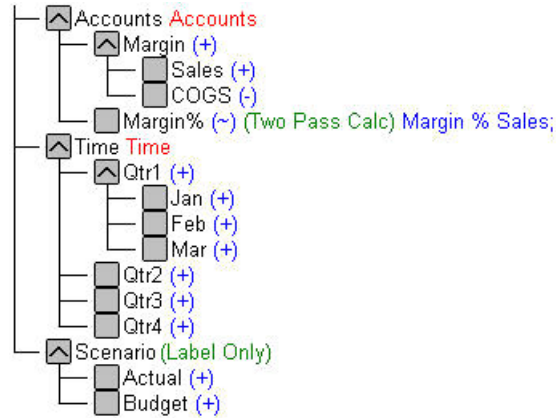 Accounts Accounts
Margin (+)
Sales (+)
COGS (-)
Margin% (~) (Two Pass Calc) Margin % Sales;
Time Time
Qtr1 (+)
Jan (+)
Feb (+)
Mar (+)
Qtr2 (+)
Qtr3 (+)
Qtr4 (+)
Scenario (Label Only)
Actual (+)
Budget (+)